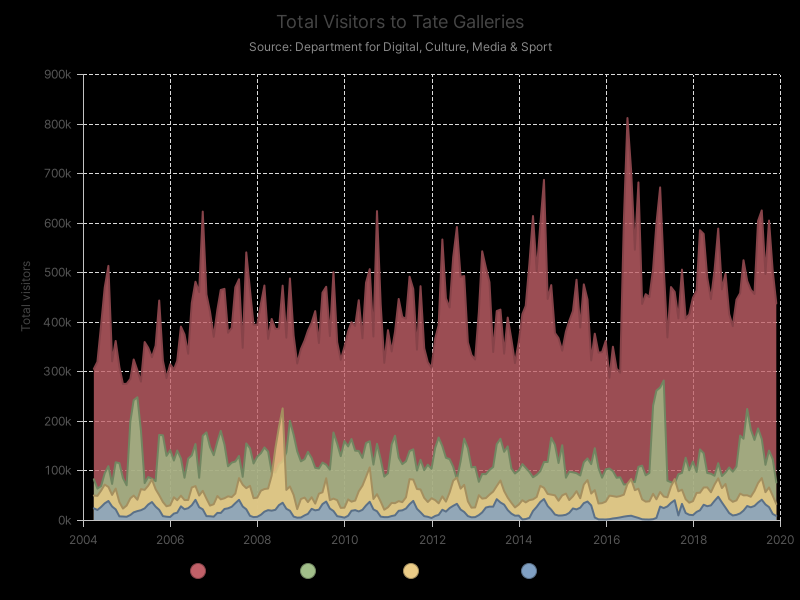 Total Visitors to Tate Galleries
Source: Department for Digital, Culture, Media & Sport
Total visitors
900k
800k
700k
600k
500k
400k
300k
200k
100k
0k
2004 2006 2008 2010 2012 2014 2016 2018 2020